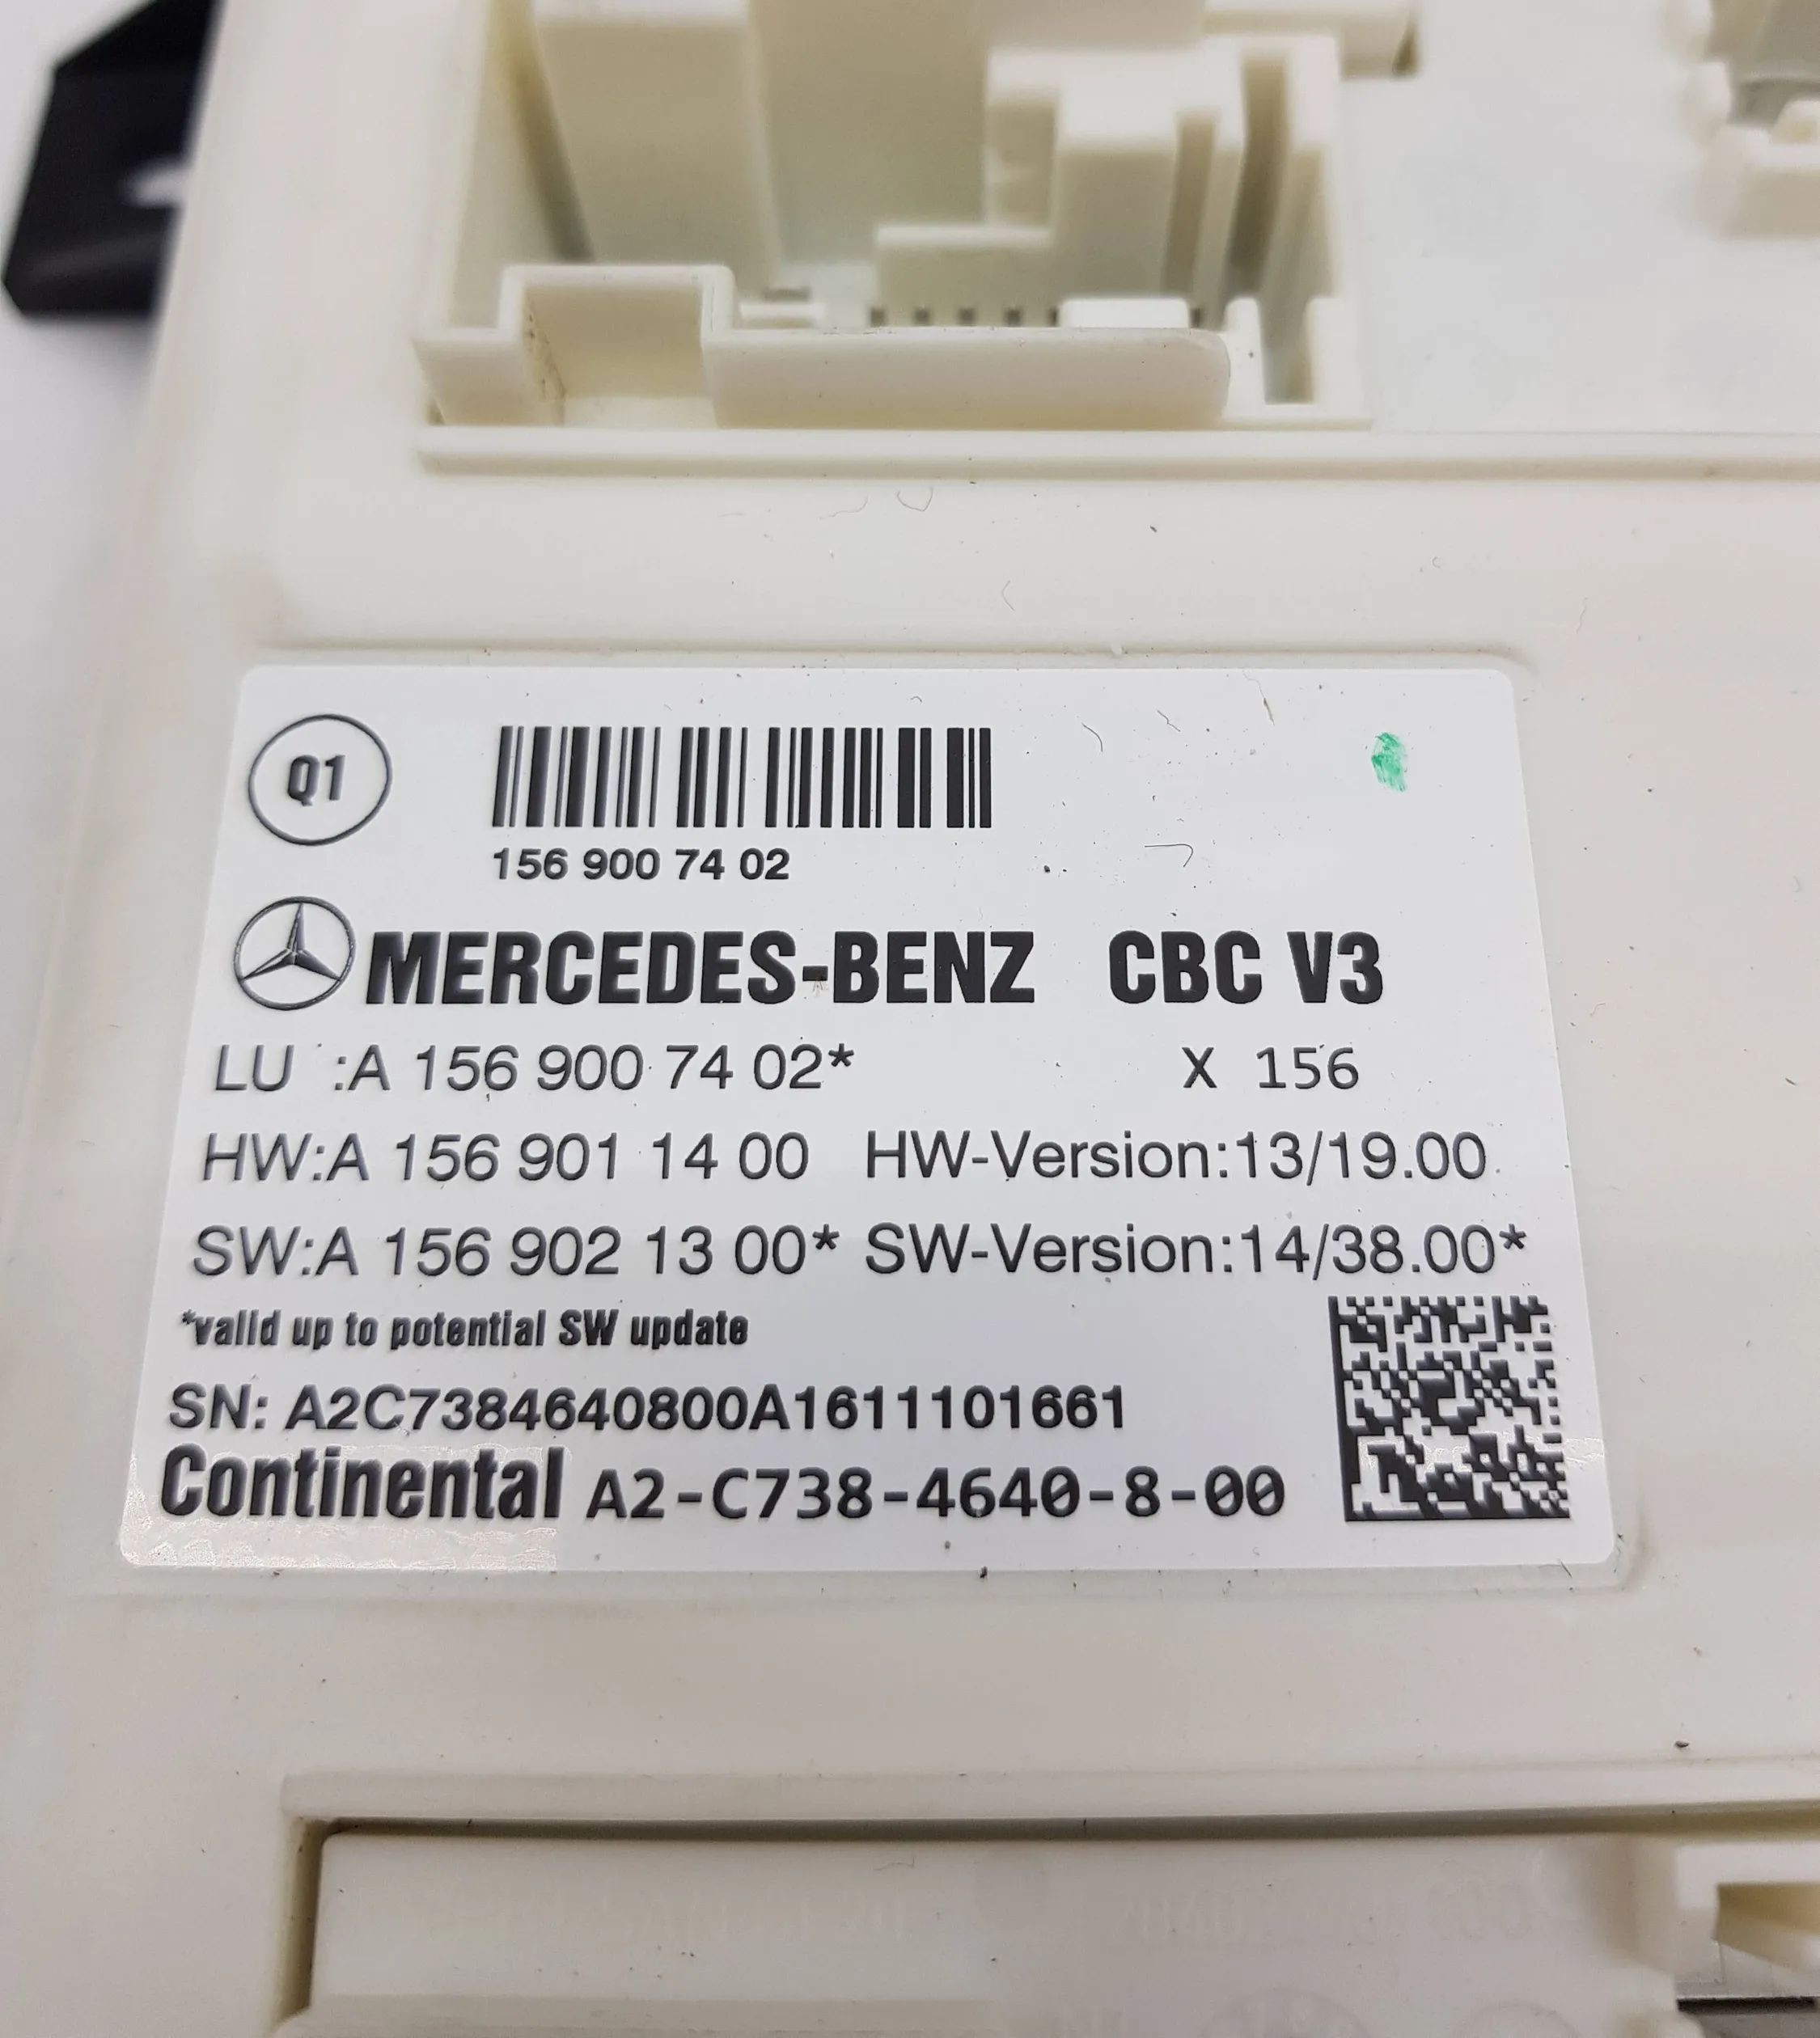 Q1
156 900 74 02
MERCEDES-BENZ CBC V3
LU :A 156 900 74 02* X 156
HW:A 156 901 14 00 HW-Version:13/19.00
SW:A 156 902 13 00* SW-Version:14/38.00*
*valid up to potential SW update
SN: A2C7384640800A1611101661
Continental A2-C738-4640-8-00